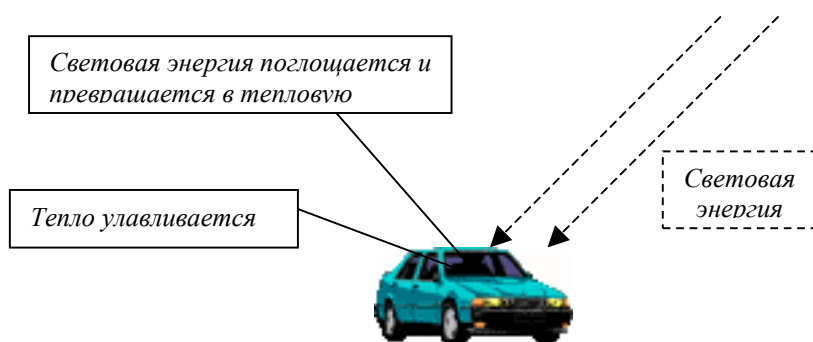 Световая энергия поглощается и
превращается в тепловую
Тепло улавливается
Световая
энергия